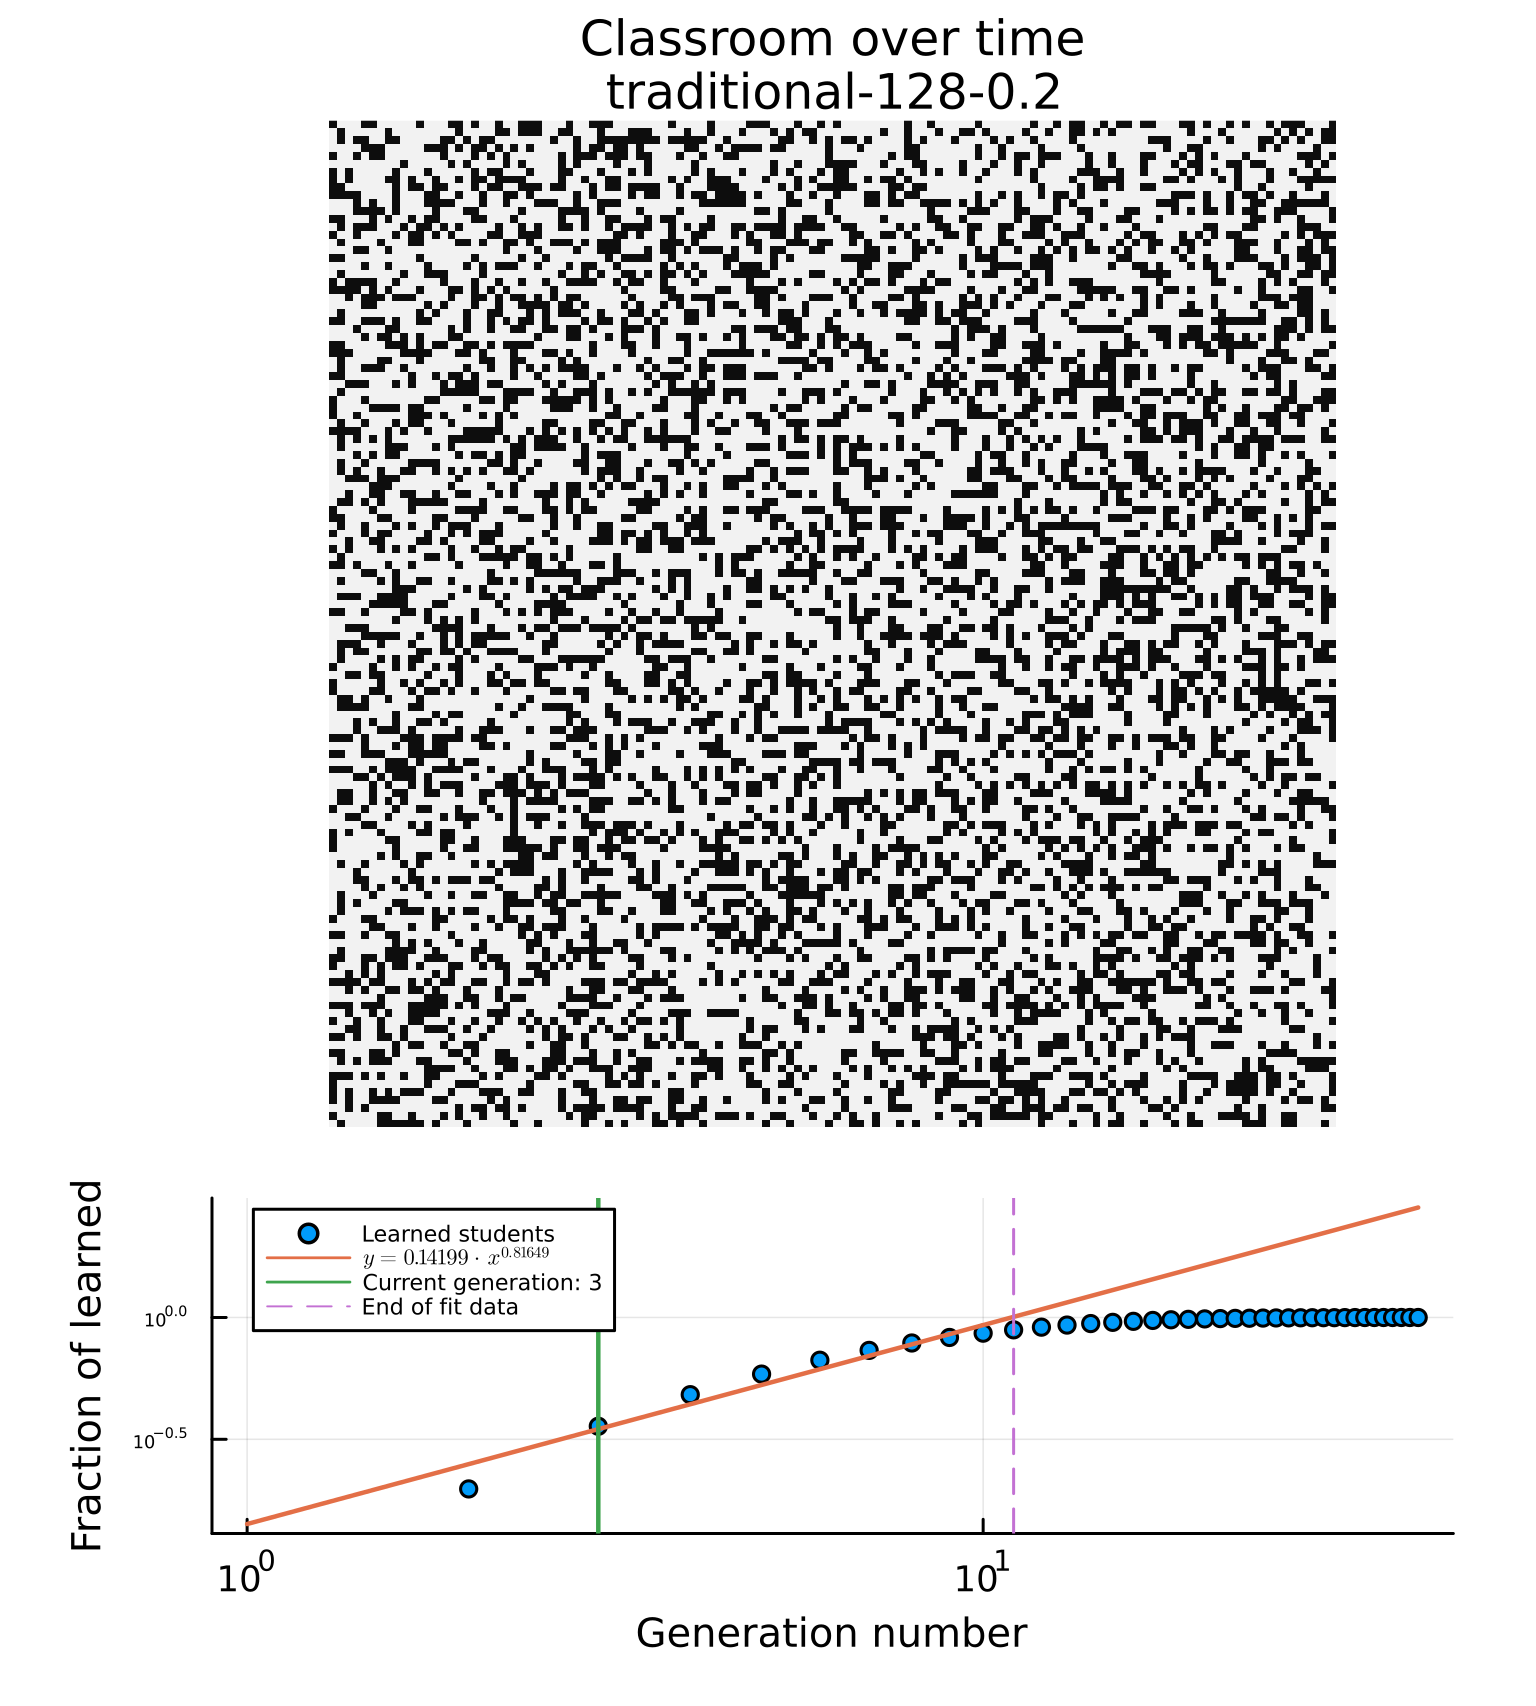 Classroom over time
traditional-128-0.2
Fraction of learned
Learned students
y = 0.14199 · x^0.81649
Current generation: 3
End of fit data
10^0.0
10^−0.5
10^0
10^1
Generation number